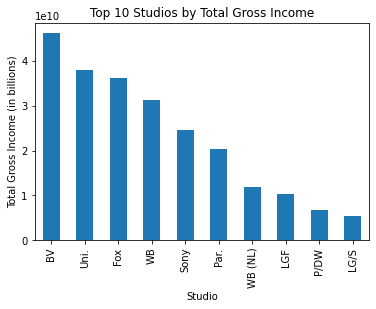 Top 10 Studios by Total Gross Income
1e10
Total Gross Income (in billions)
4
3
2
1
0
BV
Uni.
Fox
WB
Sony
Par.
WB (NL)
LGF
P/DW
LG/S
Studio